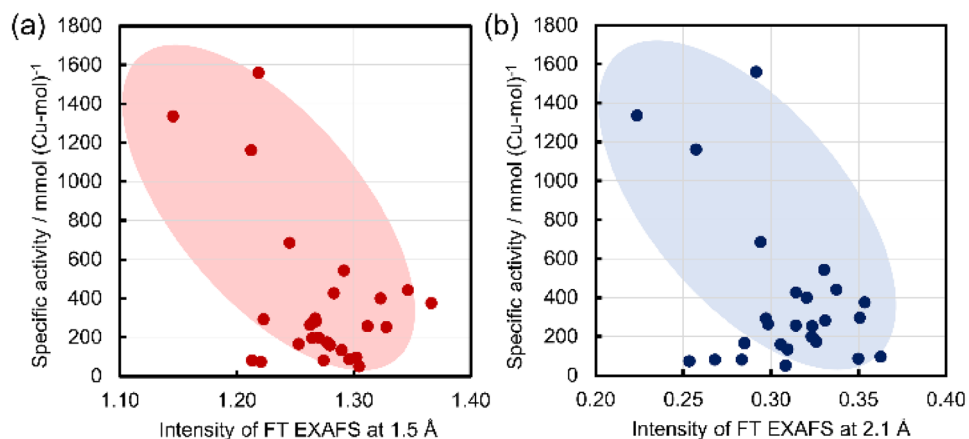 (a)
Specific activity / mmol (Cu-mol)⁻¹
1800
1600
1400
1200
1000
800
600
400
200
0
1.10 1.20 1.30 1.40
Intensity of FT EXAFS at 1.5 Å
(b)
Specific activity / mmol (Cu-mol)⁻¹
1800
1600
1400
1200
1000
800
600
400
200
0
0.20 0.25 0.30 0.35 0.40
Intensity of FT EXAFS at 2.1 Å